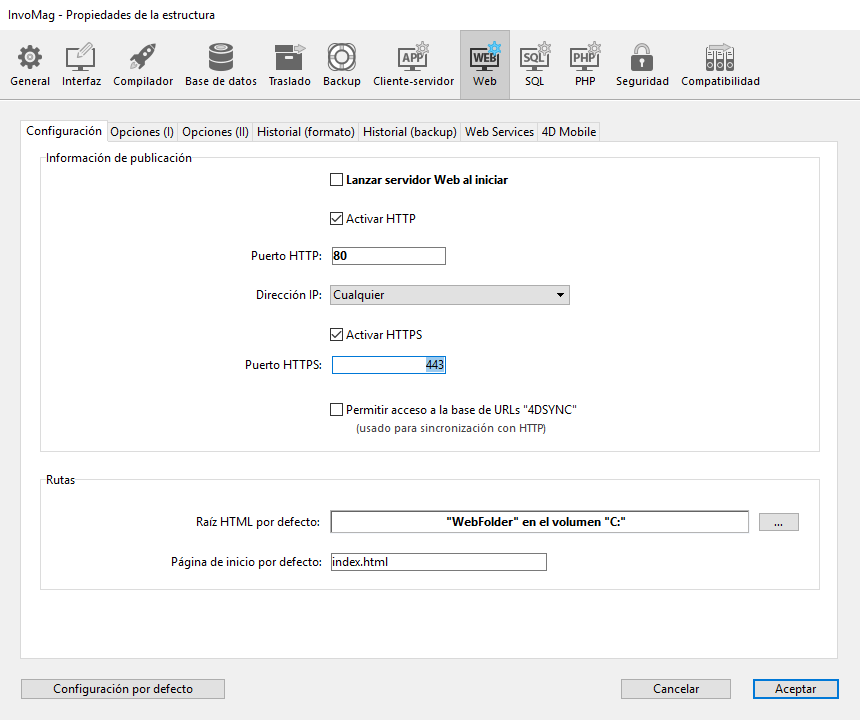 InvoMag - Propiedades de la estructura
General Interfaz Compilador Base de datos Traslado Backup Cliente-servidor Web SQL PHP Seguridad Compatibilidad
APP WEB SQL PHP
Configuración Opciones (I) Opciones (II) Historial (formato) Historial (backup) Web Services 4D Mobile
Información de publicación
Lanzar servidor Web al iniciar
Activar HTTP
Puerto HTTP: 80
Dirección IP: Cualquier
Activar HTTPS
Puerto HTTPS: 443
Permitir acceso a la base de URLs "4DSYNC"
(usado para sincronización con HTTP)
Rutas
Raíz HTML por defecto: "WebFolder" en el volumen "C:" ...
Página de inicio por defecto: index.html
Configuración por defecto Cancelar Aceptar